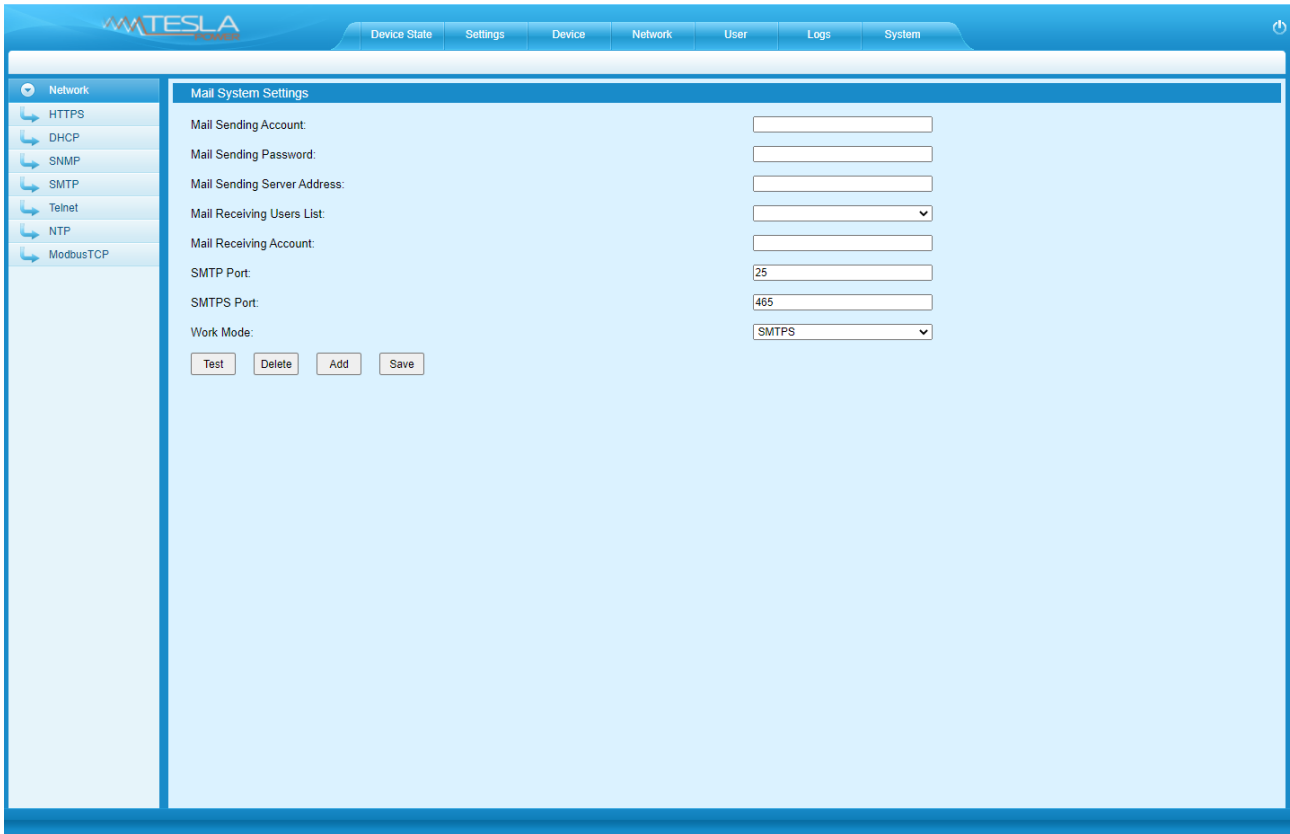 TESLA
POWER
Device State Settings Device Network User Logs System
Network
HTTPS
DHCP
SNMP
SMTP
Telnet
NTP
ModbusTCP
Mail System Settings
Mail Sending Account:
Mail Sending Password:
Mail Sending Server Address:
Mail Receiving Users List:
Mail Receiving Account:
SMTP Port: 25
SMTPS Port: 465
Work Mode: SMTPS
Test Delete Add Save